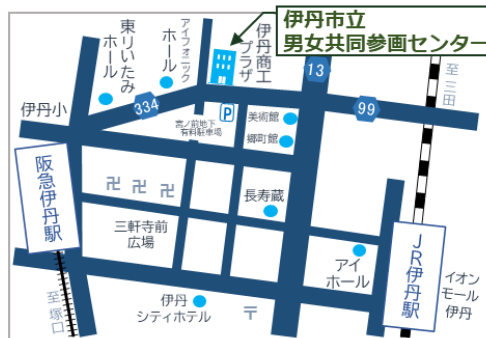 伊丹市立
男女共同参画センター
東リいたみ
ホール
アイフォニック
ホール
伊丹商工
プラザ
13
至三田
伊丹小
334
99
P
宮ノ前地下
有料駐車場
美術館
郷町館
阪急伊丹駅
卍 卍 卍
長寿蔵
三軒寺前
広場
アイ
ホール
JR伊丹駅
イオン
モール
伊丹
至塚口
伊丹
シティホテル
〒